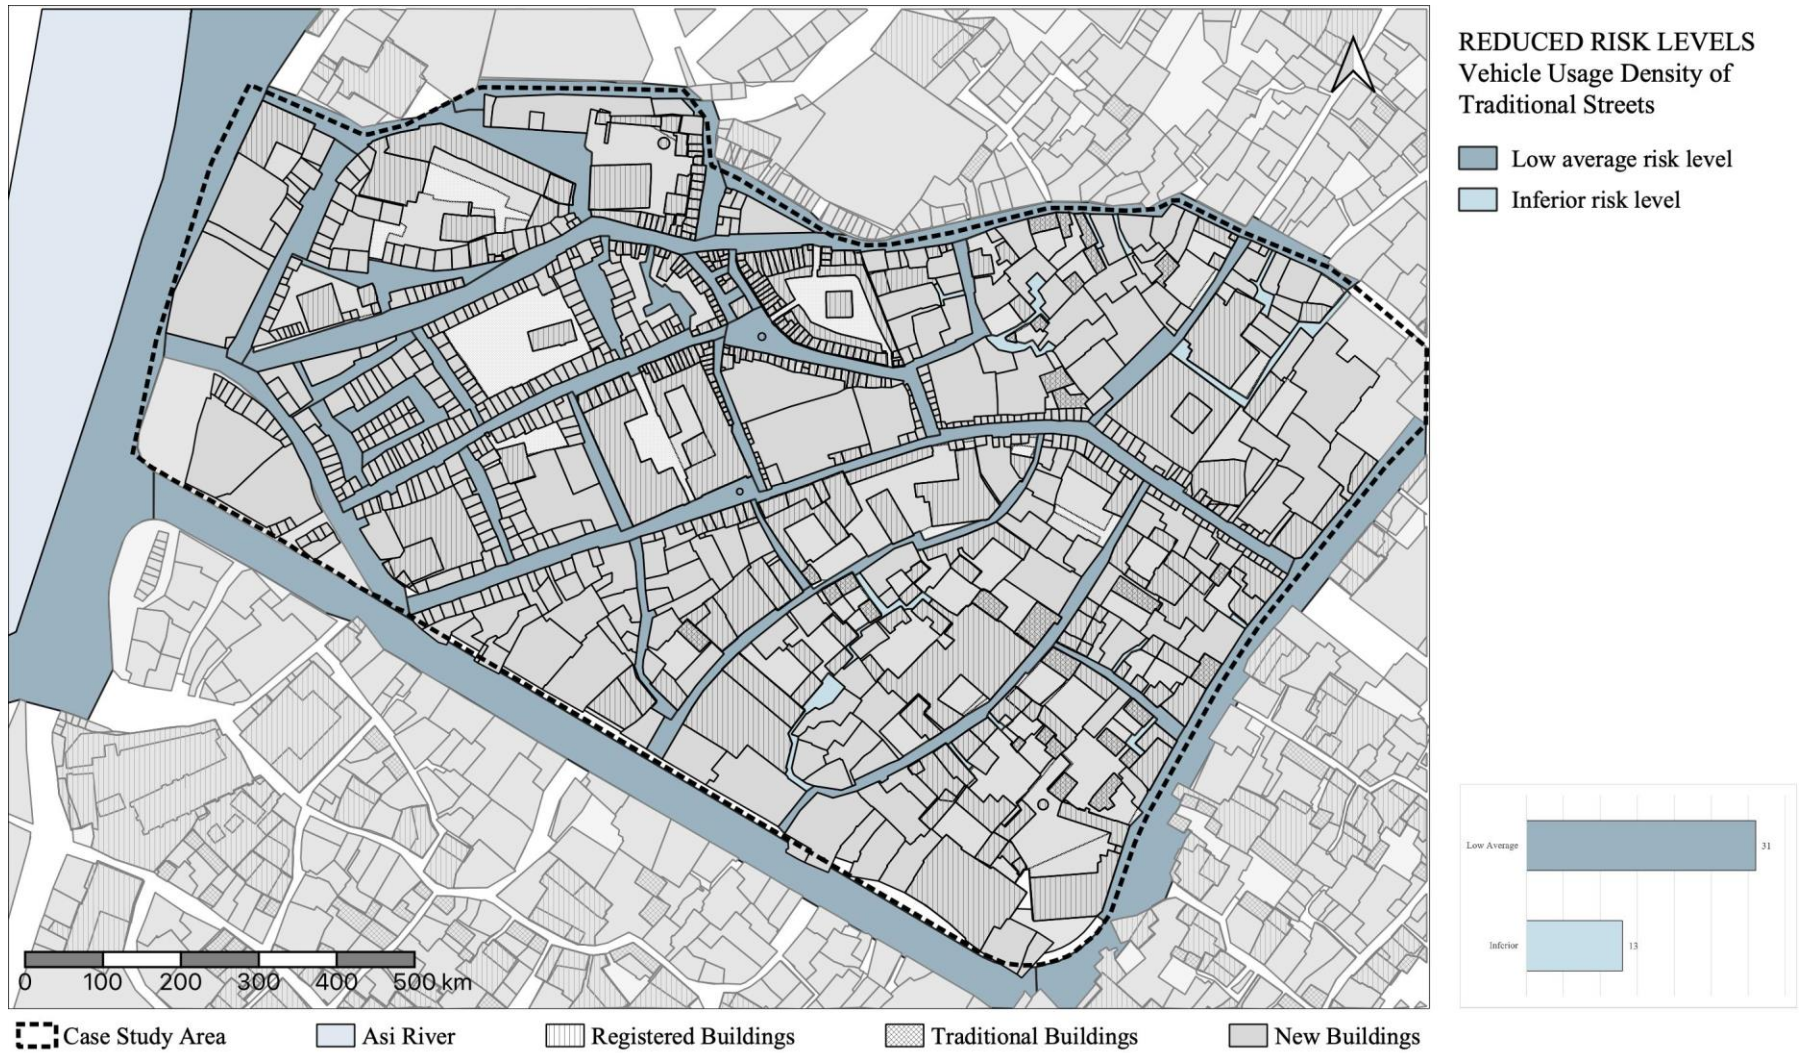 REDUCED RISK LEVELS
Vehicle Usage Density of
Traditional Streets
Low average risk level
Inferior risk level
Low Average
31
Inferior
13
0 100 200 300 400 500 km
Case Study Area
Asi River
Registered Buildings
Traditional Buildings
New Buildings